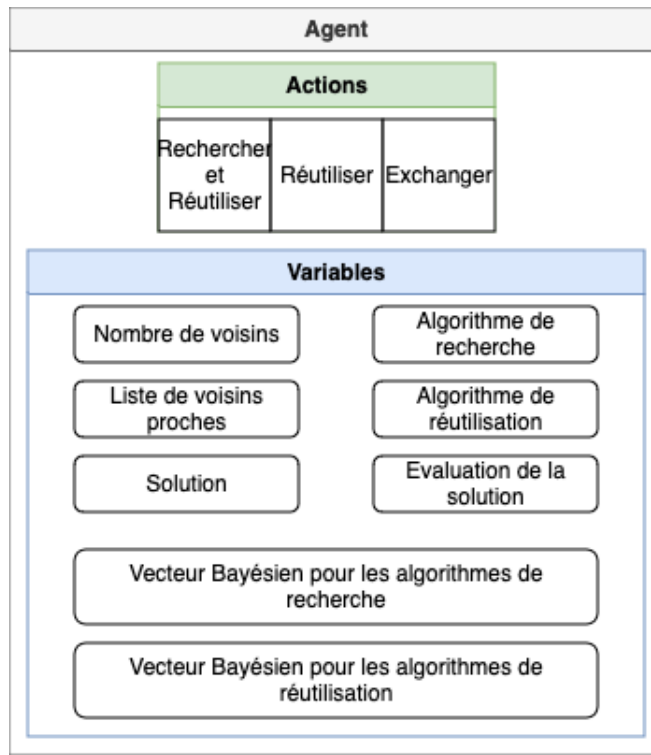 Agent
Actions
Rechercher
et
Réutiliser
Réutiliser
Exchanger
Variables
Nombre de voisins
Algorithme de
recherche
Liste de voisins
proches
Algorithme de
réutilisation
Solution
Evaluation de la
solution
Vecteur Bayésien pour les algorithmes de
recherche
Vecteur Bayésien pour les algorithmes de
réutilisation